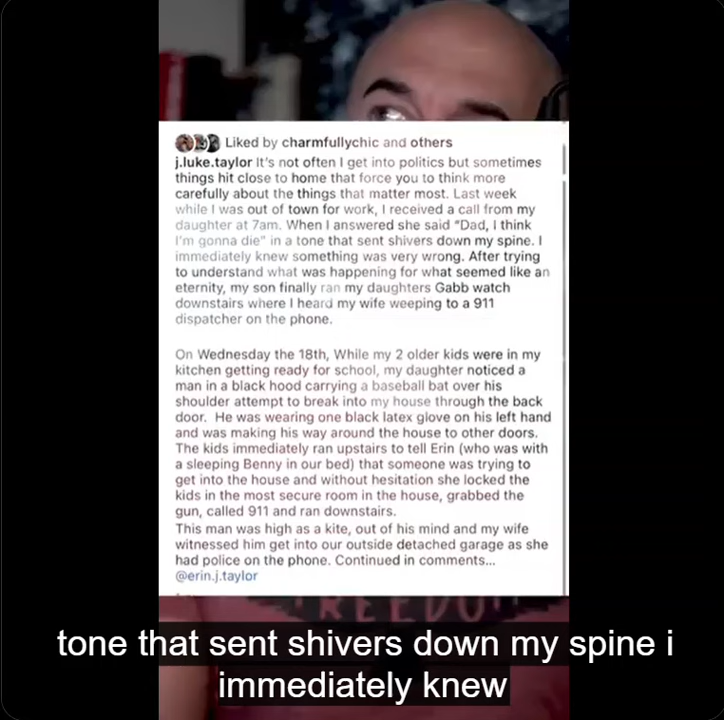 Liked by charmfullychic and others
j.luke.taylor It's not often I get into politics but sometimes
things hit close to home that force you to think more
carefully about the things that matter most. Last week
while I was out of town for work, I received a call from my
daughter at 7am. When I answered she said "Dad, I think
I'm gonna die" in a tone that sent shivers down my spine. I
immediately knew something was very wrong. After trying
to understand what was happening for what seemed like an
eternity, my son finally ran my daughters Gabb watch
downstairs where I heard my wife weeping to a 911
dispatcher on the phone.
On Wednesday the 18th, While my 2 older kids were in my
kitchen getting ready for school, my daughter noticed a
man in a black hood carrying a baseball bat over his
shoulder attempt to break into my house through the back
door. He was wearing one black latex glove on his left hand
and was making his way around the house to other doors.
The kids immediately ran upstairs to tell Erin (who was with
a sleeping Benny in our bed) that someone was trying to
get into the house and without hesitation she locked the
kids in the most secure room in the house, grabbed the
gun, called 911 and ran downstairs.
This man was high as a kite, out of his mind and my wife
witnessed him get into our outside detached garage as she
had police on the phone. Continued in comments...
@erin.j.taylor
FREEDOM
tone that sent shivers down my spine i
immediately knew